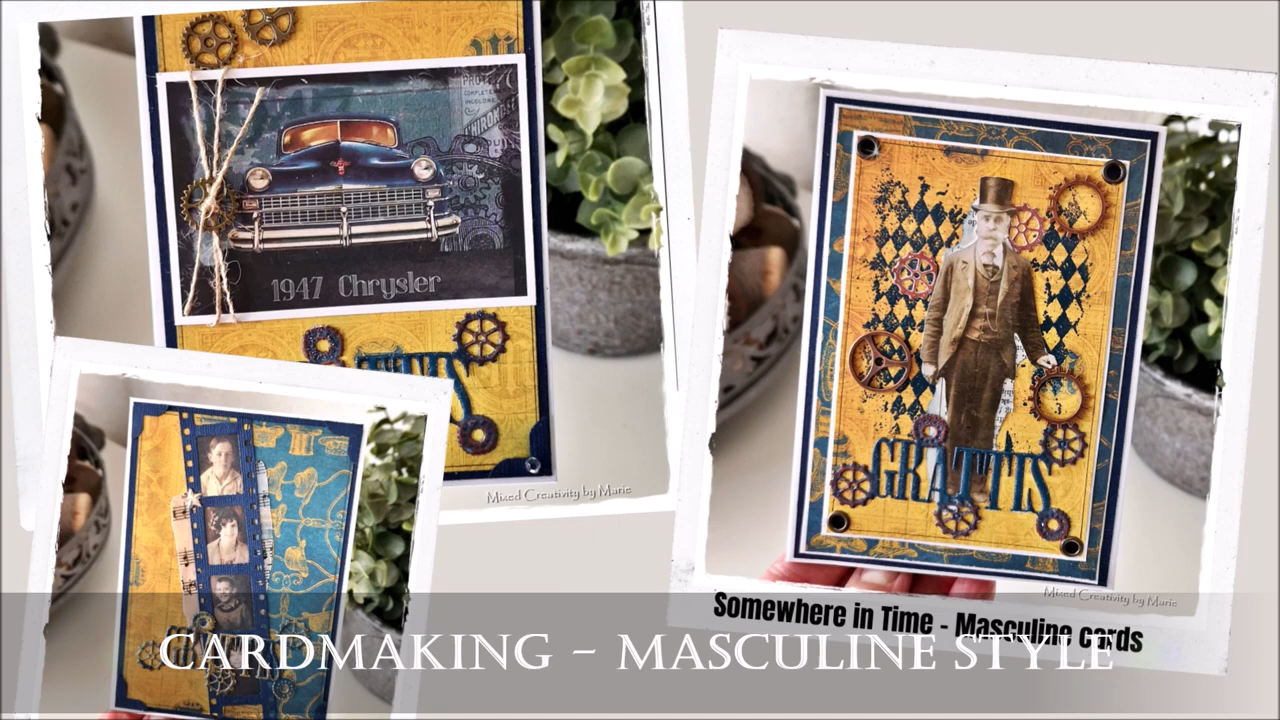 1947 Chrysler
Mixed Creativity by Marie
GRATTIS
Mixed Creativity by Marie
Somewhere in Time - Masculine cards
CARDMAKING - MASCULINE STYLE